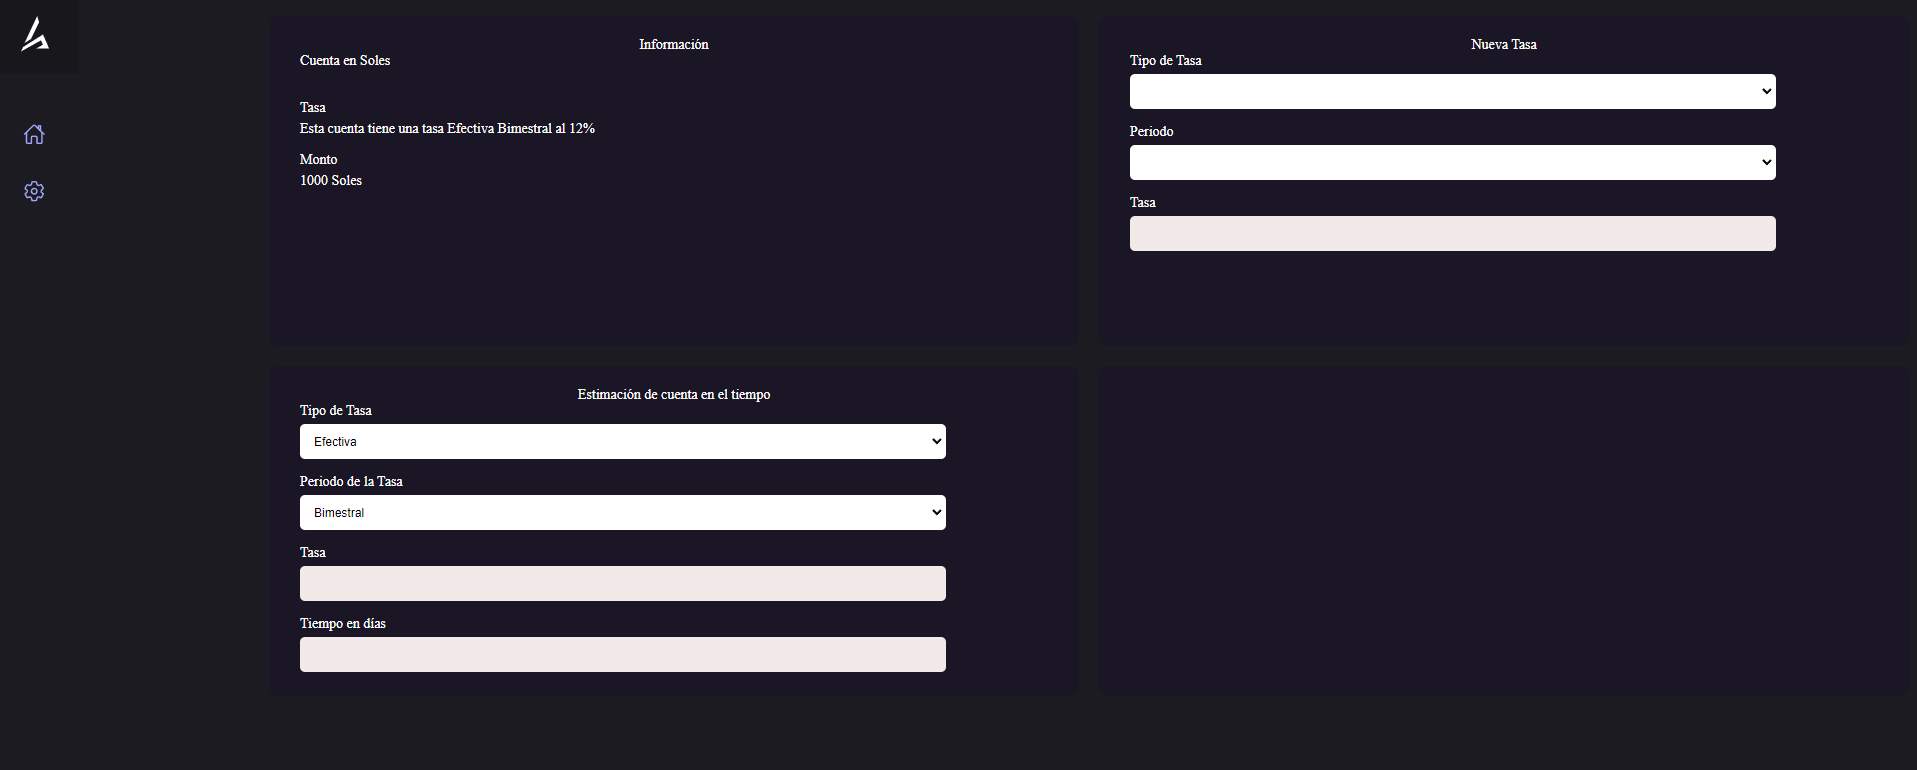 Información
Cuenta en Soles
Tasa
Esta cuenta tiene una tasa Efectiva Bimestral al 12%
Monto
1000 Soles
Nueva Tasa
Tipo de Tasa
Periodo
Tasa
Estimación de cuenta en el tiempo
Tipo de Tasa
Efectiva
Periodo de la Tasa
Bimestral
Tasa
Tiempo en días